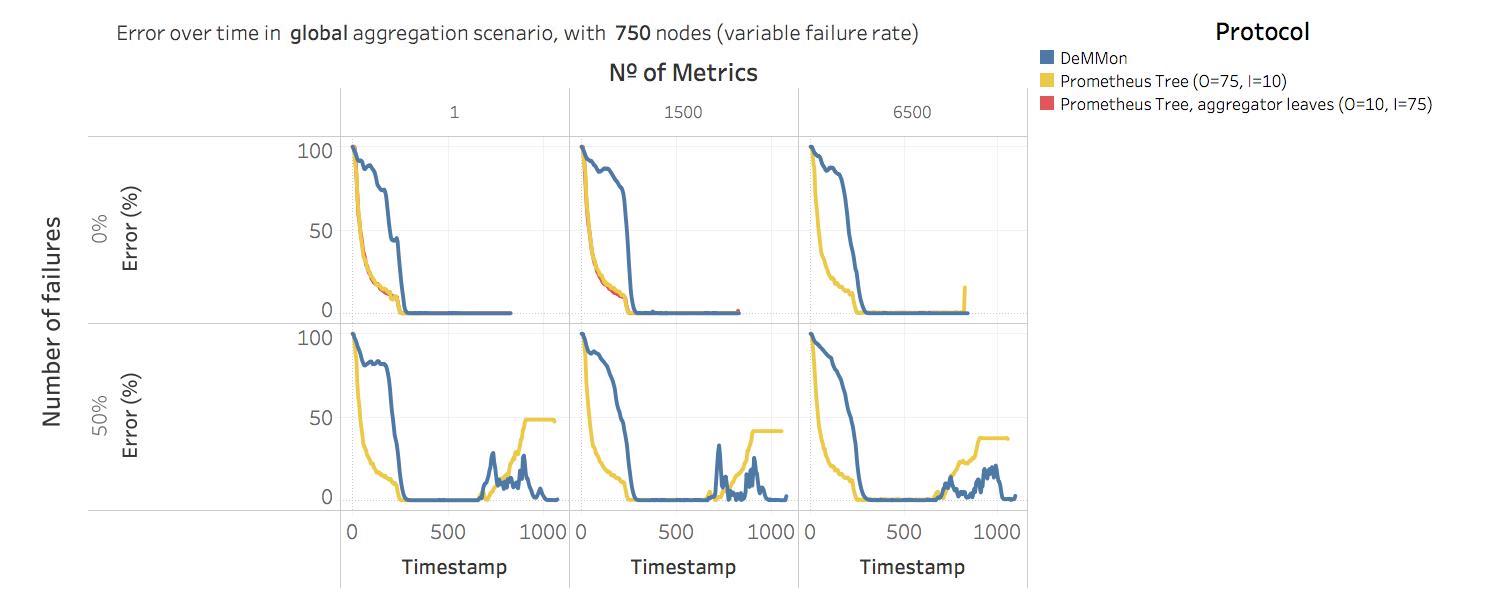 Error over time in global aggregation scenario, with 750 nodes (variable failure rate)
Nº of Metrics
1 1500 6500
Protocol
DeMMon
Prometheus Tree (O=75, I=10)
Prometheus Tree, aggregator leaves (O=10, I=75)
Number of failures
0%
Error (%)
100
50
0
50%
Error (%)
100
50
0
0 500 1000 0 500 1000 0 500 1000
Timestamp Timestamp Timestamp